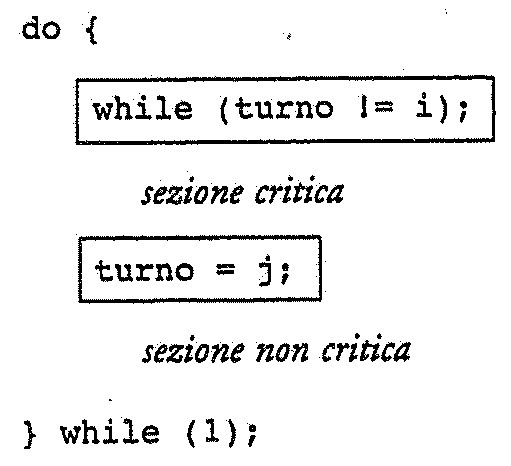 do {
while (turno != i);
sezione critica
turno = j;
sezione non critica
} while (1);